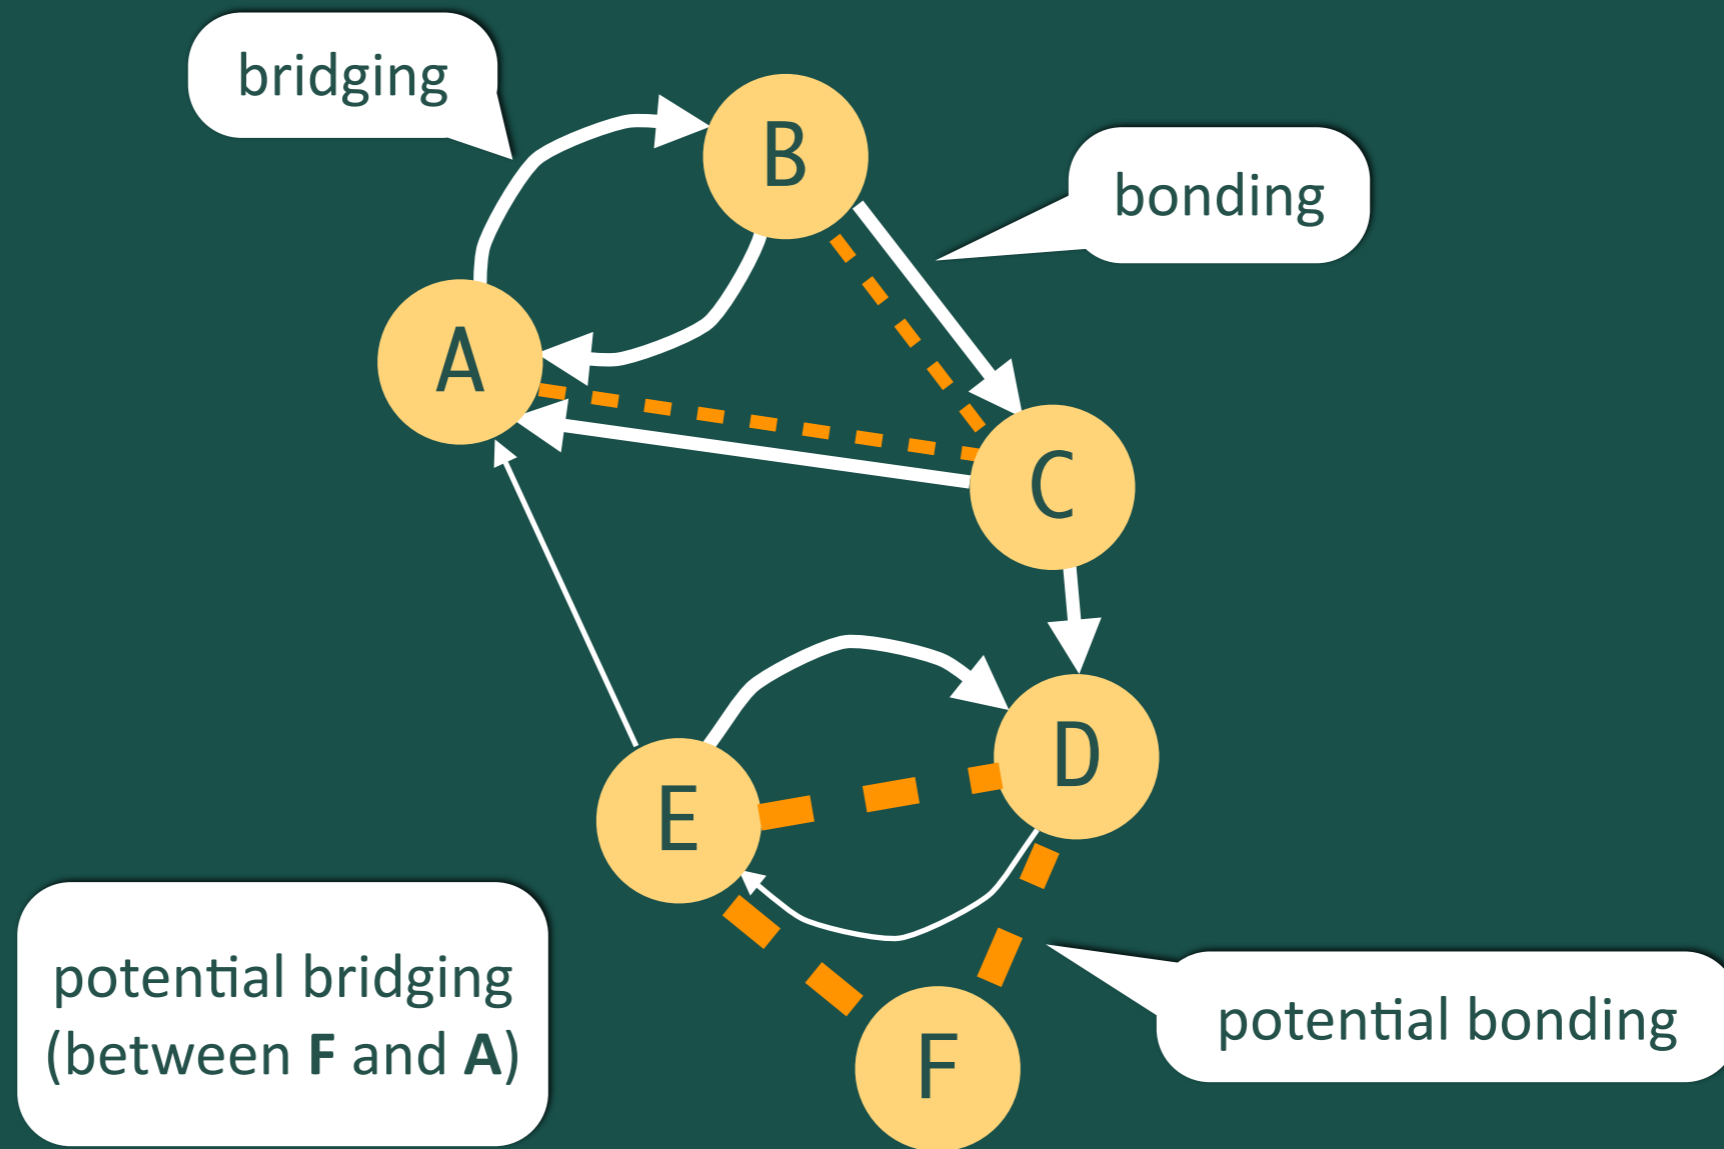 bridging
B
bonding
A
C
D
E
potential bridging
(between F and A)
potential bonding
F